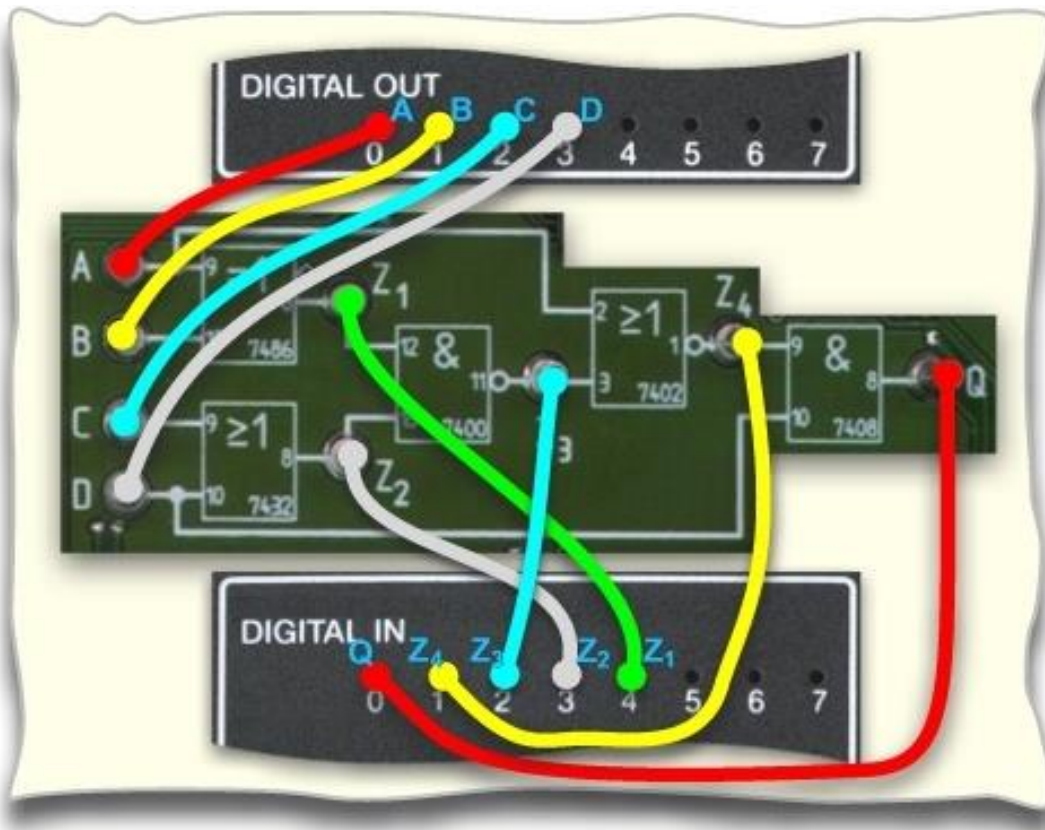 DIGITAL OUT
A B C D
0 1 2 3 4 5 6 7
A 9 Z1
B 7486
12 & Z4
2 ≥1
11 1 9 &
3 8 Q
C 9 ≥1 7400 7402 10 7408
8 3
Z2
D 10 7432
DIGITAL IN
Q Z4 Z3 Z2 Z1
0 1 2 3 4 5 6 7